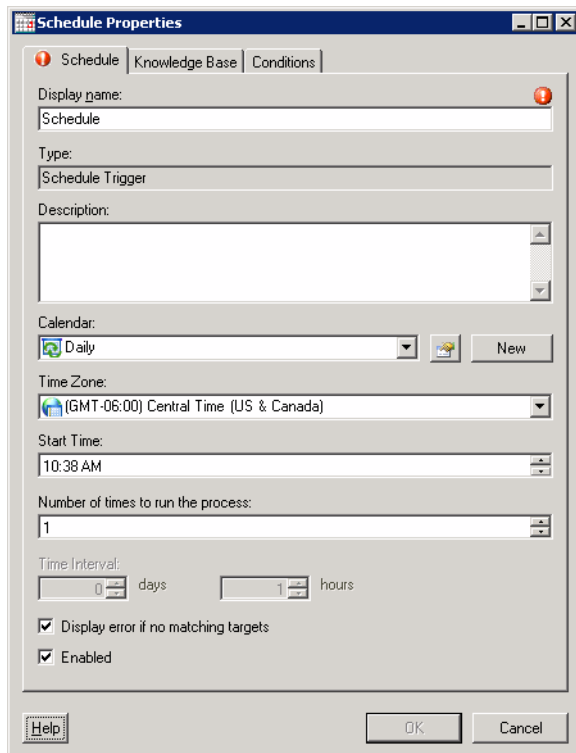 Schedule Properties
Schedule Knowledge Base Conditions
Display name:
Schedule
Type:
Schedule Trigger
Description:
Calendar:
Daily New
Time Zone:
(GMT-06:00) Central Time (US & Canada)
Start Time:
10:38 AM
Number of times to run the process:
1
Time Interval:
0 days 1 hours
Display error if no matching targets
Enabled
Help OK Cancel